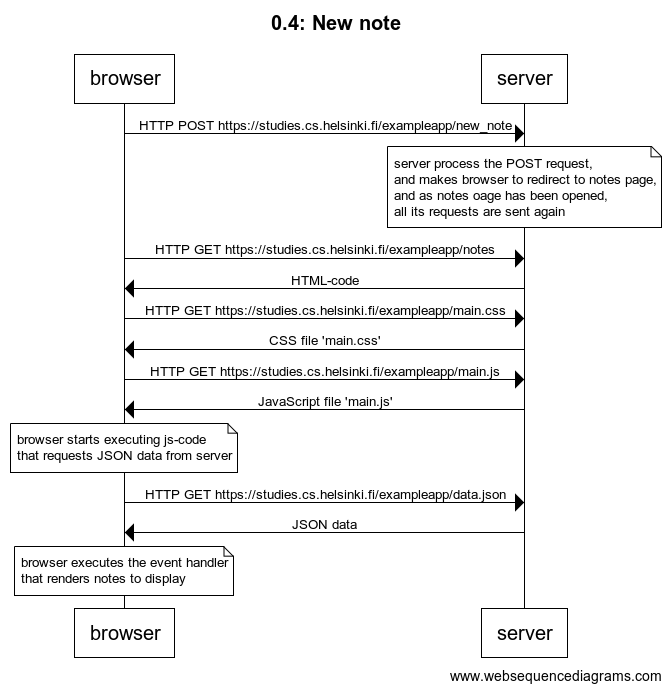 0.4: New note
browser
server
HTTP POST https://studies.cs.helsinki.fi/exampleapp/new_note
server process the POST request,
and makes browser to redirect to notes page,
and as notes oage has been opened,
all its requests are sent again
HTTP GET https://studies.cs.helsinki.fi/exampleapp/notes
HTML-code
HTTP GET https://studies.cs.helsinki.fi/exampleapp/main.css
CSS file 'main.css'
HTTP GET https://studies.cs.helsinki.fi/exampleapp/main.js
JavaScript file 'main.js'
browser starts executing js-code
that requests JSON data from server
HTTP GET https://studies.cs.helsinki.fi/exampleapp/data.json
JSON data
browser executes the event handler
that renders notes to display
browser
server
www.websequencediagrams.com